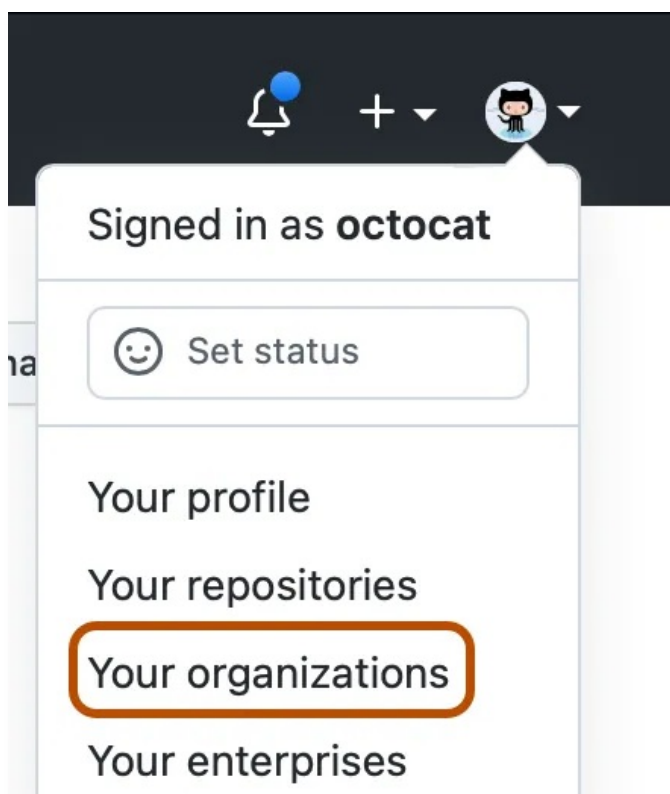 Signed in as octocat
Set status
Your profile
Your repositories
Your organizations
Your enterprises